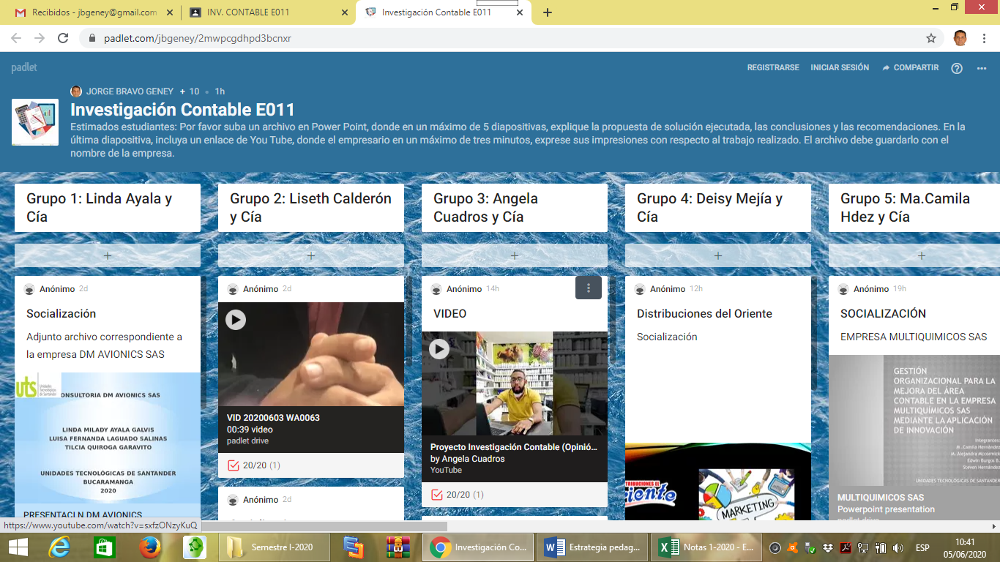 Recibidos - jbgeney@gmail.com
INV. CONTABLE E011
Investigación Contable E011
padlet.com/jbgeney/2mwpcgdhpd3bcnxr
padlet
REGISTRARSE
INICIAR SESIÓN
COMPARTIR
JORGE BRAVO GENEY + 10 1h
Investigación Contable E011
Estimados estudiantes: Por favor suba un archivo en Power Point, donde en un máximo de 5 diapositivas, explique la propuesta de solución ejecutada, las conclusiones y las recomendaciones. En la
última diapositiva, incluya un enlace de You Tube, donde el empresario en un máximo de tres minutos, exprese sus impresiones con respecto al trabajo realizado. El archivo debe guardarlo con el
nombre de la empresa.
Grupo 1: Linda Ayala y
Cía
+
Anónimo 2d
Socialización
Adjunto archivo correspondiente a
la empresa DM AVIONICS SAS
uts Unidades
Tecnológicas
de Santander
ONSULTORIA DM AVIONICS SAS
LINDA MILADY AYALA GALVIS
LUISA FERNANDA LAGUADO SALINAS
TILCIA QUIROGA GARAVITO
UNIDADES TECNOLÓGICAS DE SANTANDER
BUCARAMANGA
2020
PRESENTACI N DM AVIONICS
Grupo 2: Liseth Calderón
y Cía
+
Anónimo 2d
VID 20200603 WA0063
00:39 video
padlet drive
20/20 (1)
Anónimo 2d
Grupo 3: Angela
Cuadros y Cía
+
Anónimo 14h
VIDEO
Proyecto Investigación Contable (Opinió...
by Angela Cuadros
YouTube
20/20 (1)
Grupo 4: Deisy Mejía y
Cía
+
Anónimo 12h
Distribuciones del Oriente
Socialización
TRIBUCIONES EL
riente
MARKETING
Grupo 5: Ma.Camila
Hdez y Cía
+
Anónimo 19h
SOCIALIZACIÓN
EMPRESA MULTIQUIMICOS SAS
GESTIÓN
ORGANIZACIONAL PARA LA
MEJORA DEL ÁREA
CONTABLE EN LA EMPRESA
MULTIQUÍMICOS SAS
MEDIANTE LA APLICACIÓN
DE INNOVACIÓN
Integrantes:
M. Camila Hernández
M. Alejandra Mccormick
Edwin Burgos B.
Steven Hernández
UNIDADES TECNOLÓGICAS DE SANTANDER
MULTIQUIMICOS SAS
Powerpoint presentation
padlet drive
https://www.youtube.com/watch?v=sxfzONzyKuQ
Semestre I-2020
Investigación Co...
Estrategia pedag...
Notas 1-2020 - E...
ESP
10:41
05/06/2020